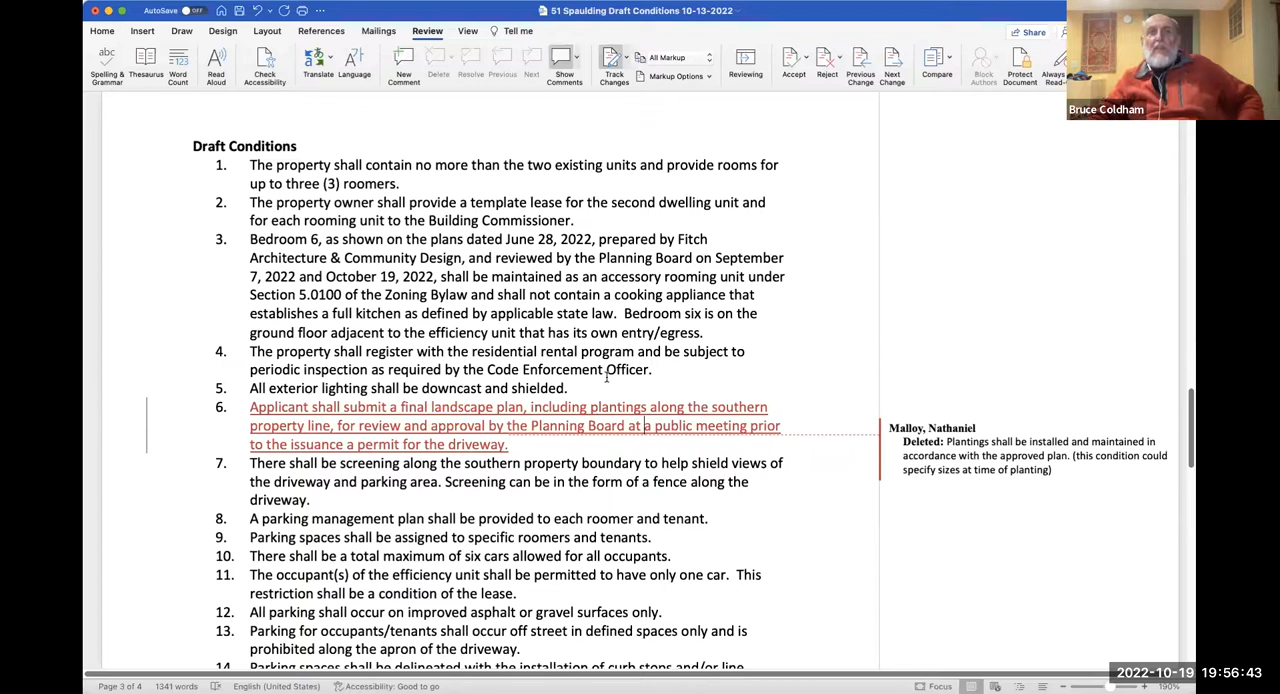 AutoSave OFF
51 Spaulding Draft Conditions 10-13-2022
Home Insert Draw Design Layout References Mailings Review View Tell me
Share
Spelling & Grammar
Thesaurus
Word Count
Read Aloud
Check Accessibility
Translate
Language
New Comment
Delete
Resolve
Previous
Next
Show Comments
Track Changes
All Markup
Markup Options
Reviewing
Accept
Reject
Previous Change
Next Change
Compare
Block Authors
Protect Document
Always
Read-
Bruce Coldham
Draft Conditions
1. The property shall contain no more than the two existing units and provide rooms for
up to three (3) roomers.
2. The property owner shall provide a template lease for the second dwelling unit and
for each rooming unit to the Building Commissioner.
3. Bedroom 6, as shown on the plans dated June 28, 2022, prepared by Fitch
Architecture & Community Design, and reviewed by the Planning Board on September
7, 2022 and October 19, 2022, shall be maintained as an accessory rooming unit under
Section 5.0100 of the Zoning Bylaw and shall not contain a cooking appliance that
establishes a full kitchen as defined by applicable state law. Bedroom six is on the
ground floor adjacent to the efficiency unit that has its own entry/egress.
4. The property shall register with the residential rental program and be subject to
periodic inspection as required by the Code Enforcement Officer.
5. All exterior lighting shall be downcast and shielded.
6. Applicant shall submit a final landscape plan, including plantings along the southern
property line, for review and approval by the Planning Board at a public meeting prior
to the issuance a permit for the driveway.
Malloy, Nathaniel
Deleted: Plantings shall be installed and maintained in
accordance with the approved plan. (this condition could
specify sizes at time of planting)
7. There shall be screening along the southern property boundary to help shield views of
the driveway and parking area. Screening can be in the form of a fence along the
driveway.
8. A parking management plan shall be provided to each roomer and tenant.
9. Parking spaces shall be assigned to specific roomers and tenants.
10. There shall be a total maximum of six cars allowed for all occupants.
11. The occupant(s) of the efficiency unit shall be permitted to have only one car. This
restriction shall be a condition of the lease.
12. All parking shall occur on improved asphalt or gravel surfaces only.
13. Parking for occupants/tenants shall occur off street in defined spaces only and is
prohibited along the apron of the driveway.
14. Parking spaces shall be delineated with the installation of curb stops and/or line
2022-10-19 19:56:43
Page 3 of 4 1341 words English (United States) Accessibility: Good to go Focus 190%